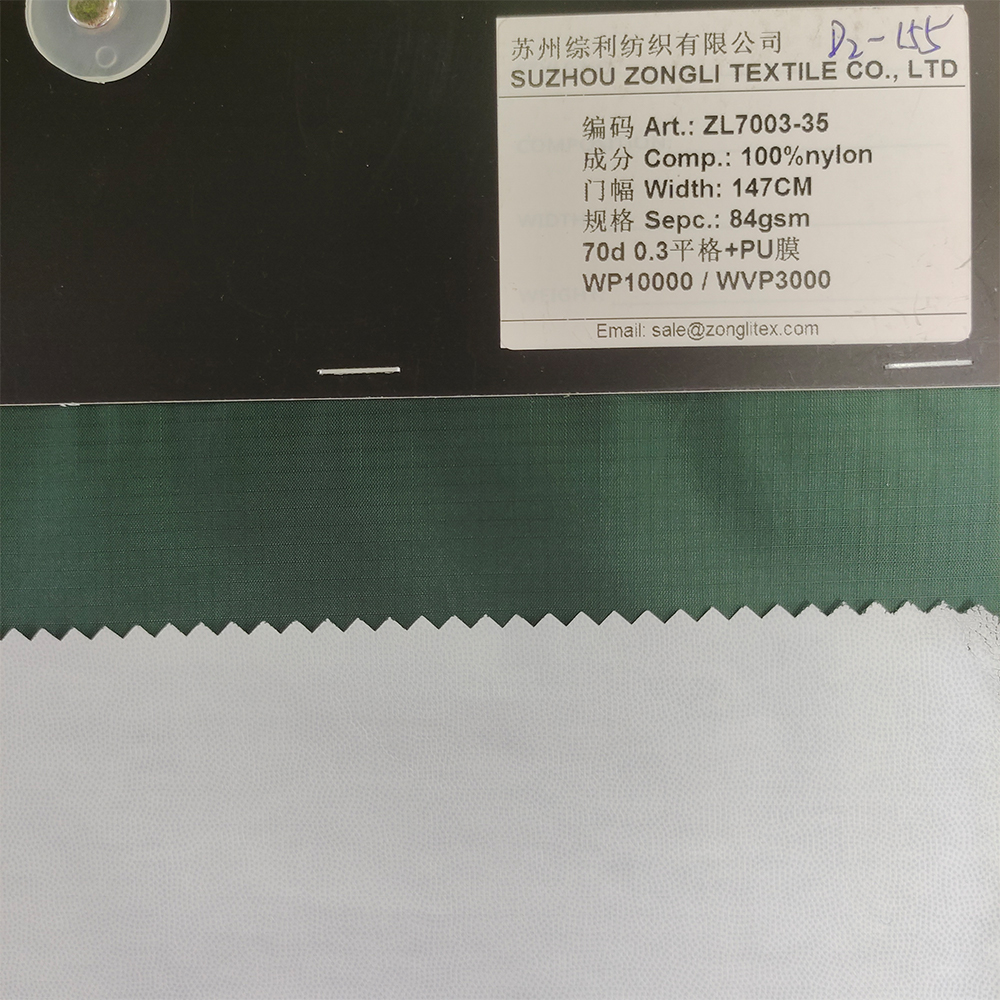 苏州综利纺织有限公司 D2-155
SUZHOU ZONGLI TEXTILE CO., LTD
编码 Art.: ZL7003-35
成分 Comp.: 100%nylon
门幅 Width: 147CM
规格 Sepc.: 84gsm
70d 0.3平格+PU膜
WP10000 / WVP3000
Email: sale@zonglitex.com